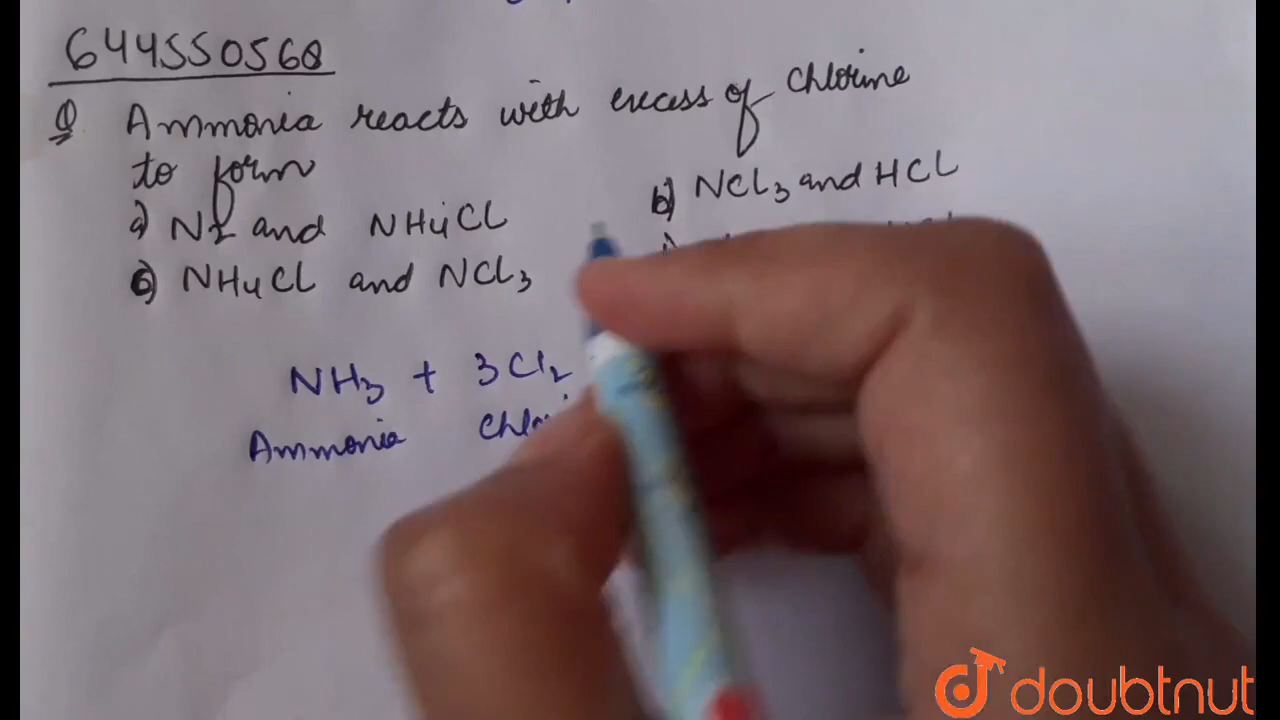 644550568
Q Ammonia reacts with excess of Chlorine
to form
a) N2 and NH4Cl
b) NCl3 and HCl
c) NH4Cl and NCl3
NH3 + 3Cl2
Ammonia
doubtnut